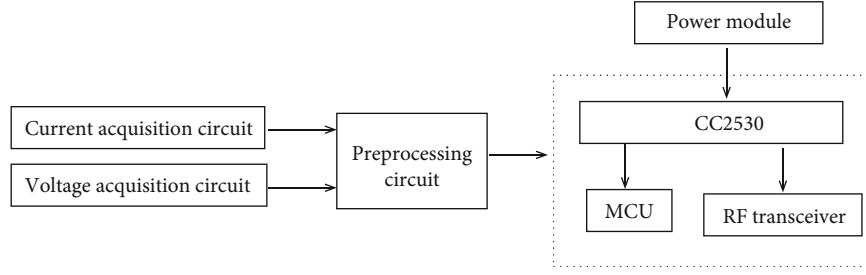 Power module
Current acquisition circuit
Voltage acquisition circuit
Preprocessing
circuit
CC2530
MCU
RF transceiver